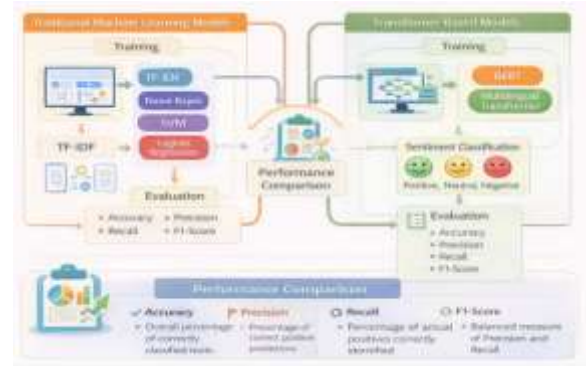 Traditional Machine Learning Models
Training
TF-IDF
Naive Bayes
SVM
Logistic Regression
TF-IDF
Evaluation
• Accuracy • Precision
• Recall • F1-Score
Performance
Comparison
Transformer Based Models
Training
BERT
Multilingual
Transformer
Sentiment Classification
Positive, Neutral, Negative
Evaluation
• Accuracy
• Precision
• Recall
• F1-Score
Performance Comparison
Accuracy
• Overall percentage
of correctly
classified
Precision
• Percentage of
correct positive
predictions
Recall
• Percentage of actual
positives correctly
identified
F1-Score
• Balanced measure
of Precision and
Recall